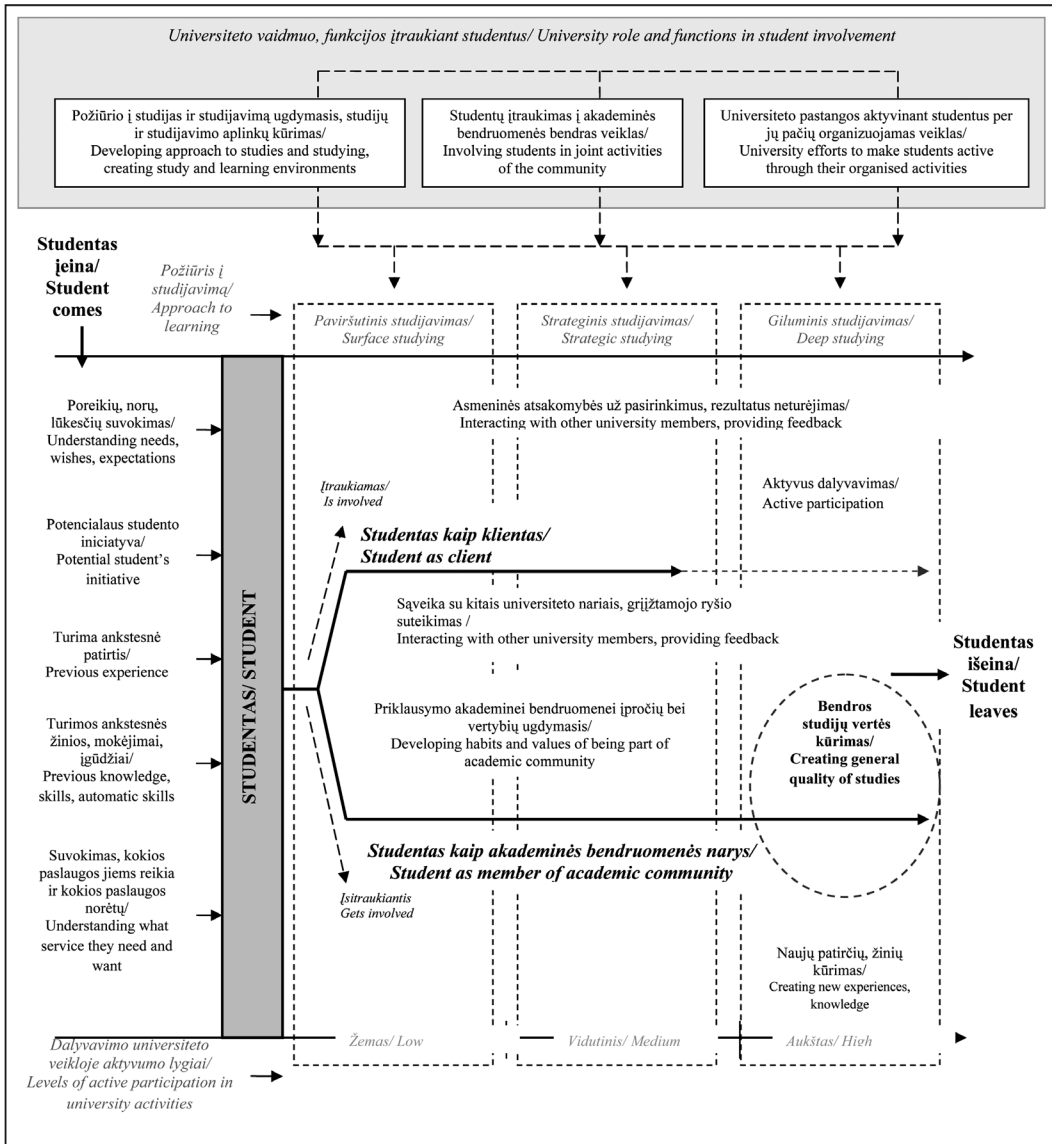 Universiteto vaidmuo, funkcijos įtraukiant studentus/ University role and functions in student involvement
Požiūrio į studijas ir studijavimą ugdymasis, studijų
ir studijavimo aplinkų kūrimas/
Developing approach to studies and studying,
creating study and learning environments
Studentų įtraukimas į akademinės
bendruomenės bendras veiklas/
Involving students in joint activities
of the community
Universiteto pastangos aktyvinant studentus per
jų pačių organizuojamas veiklas/
University efforts to make students active
through their organised activities
Studentas
įeina/
Student
comes
Požiūris į
studijavimą/
Approach to
learning
Paviršutinis studijavimas/
Surface studying
Strateginis studijavimas/
Strategic studying
Giluminis studijavimas/
Deep studying
Poreikių, norų,
lūkesčių suvokimas/
Understanding needs,
wishes, expectations
Potencialaus studento
iniciatyva/
Potential student's
initiative
Turima ankstesnė
patirtis/
Previous experience
Turimos ankstesnės
žinios, mokėjimai,
įgūdžiai/
Previous knowledge,
skills, automatic skills
Suvokimas, kokios
paslaugos jiems reikia
ir kokios paslaugos
norėtų/
Understanding what
service they need and
want
STUDENTAS/ STUDENT
Asmeninės atsakomybės už pasirinkimus, rezultatus neturėjimas/
Interacting with other university members, providing feedback
Įtraukiamas/
Is involved
Aktyvus dalyvavimas/
Active participation
Studentas kaip klientas/
Student as client
Sąveika su kitais universiteto nariais, grįįžtamojo ryšio
suteikimas /
Interacting with other university members, providing feedback
Priklausymo akademinei bendruomenei įpročių bei
vertybių ugdymasis/
Developing habits and values of being part of
academic community
Bendros
studijų vertės
kūrimas/
Creating general
quality of studies
Studentas
išeina/
Student
leaves
Studentas kaip akademinės bendruomenės narys/
Student as member of academic community
Įsitraukiantis
Gets involved
Naujų patirčių, žinių
kūrimas/
Creating new experiences,
knowledge
Dalyvavimo universiteto
veikloje aktyvumo lygiai/
Levels of active participation in
university activities
Žemas/ Low
Vidutinis/ Medium
Aukštas/ High